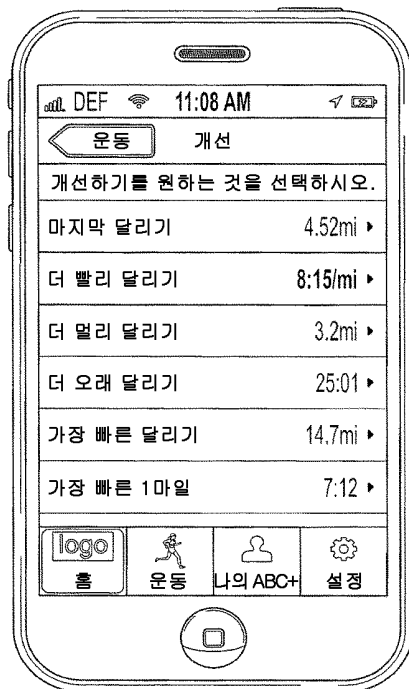 DEF 11:08 AM
운동 개선
개선하기를 원하는 것을 선택하시오.
마지막 달리기 4.52mi
더 빨리 달리기 8:15/mi
더 멀리 달리기 3.2mi
더 오래 달리기 25:01
가장 빠른 달리기 14.7mi
가장 빠른 1마일 7:12
logo
홈 운동 나의 ABC+ 설정